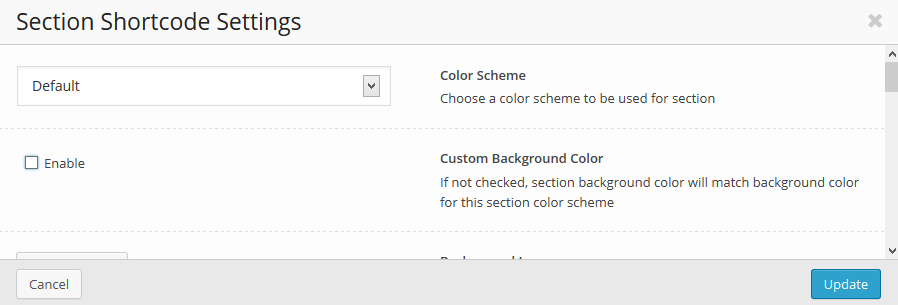 Section Shortcode Settings
Default
Color Scheme
Choose a color scheme to be used for section
Enable
Custom Background Color
If not checked, section background color will match background color
for this section color scheme
Cancel
Update